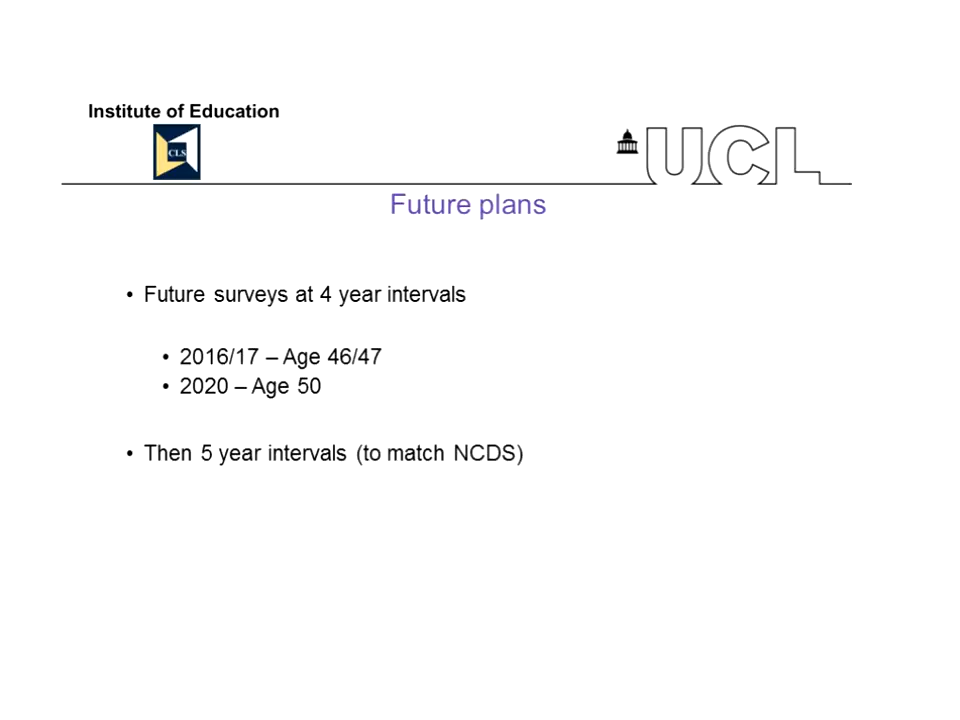 Institute of Education
CLS
UCL
Future plans
• Future surveys at 4 year intervals
• 2016/17 – Age 46/47
• 2020 – Age 50
• Then 5 year intervals (to match NCDS)